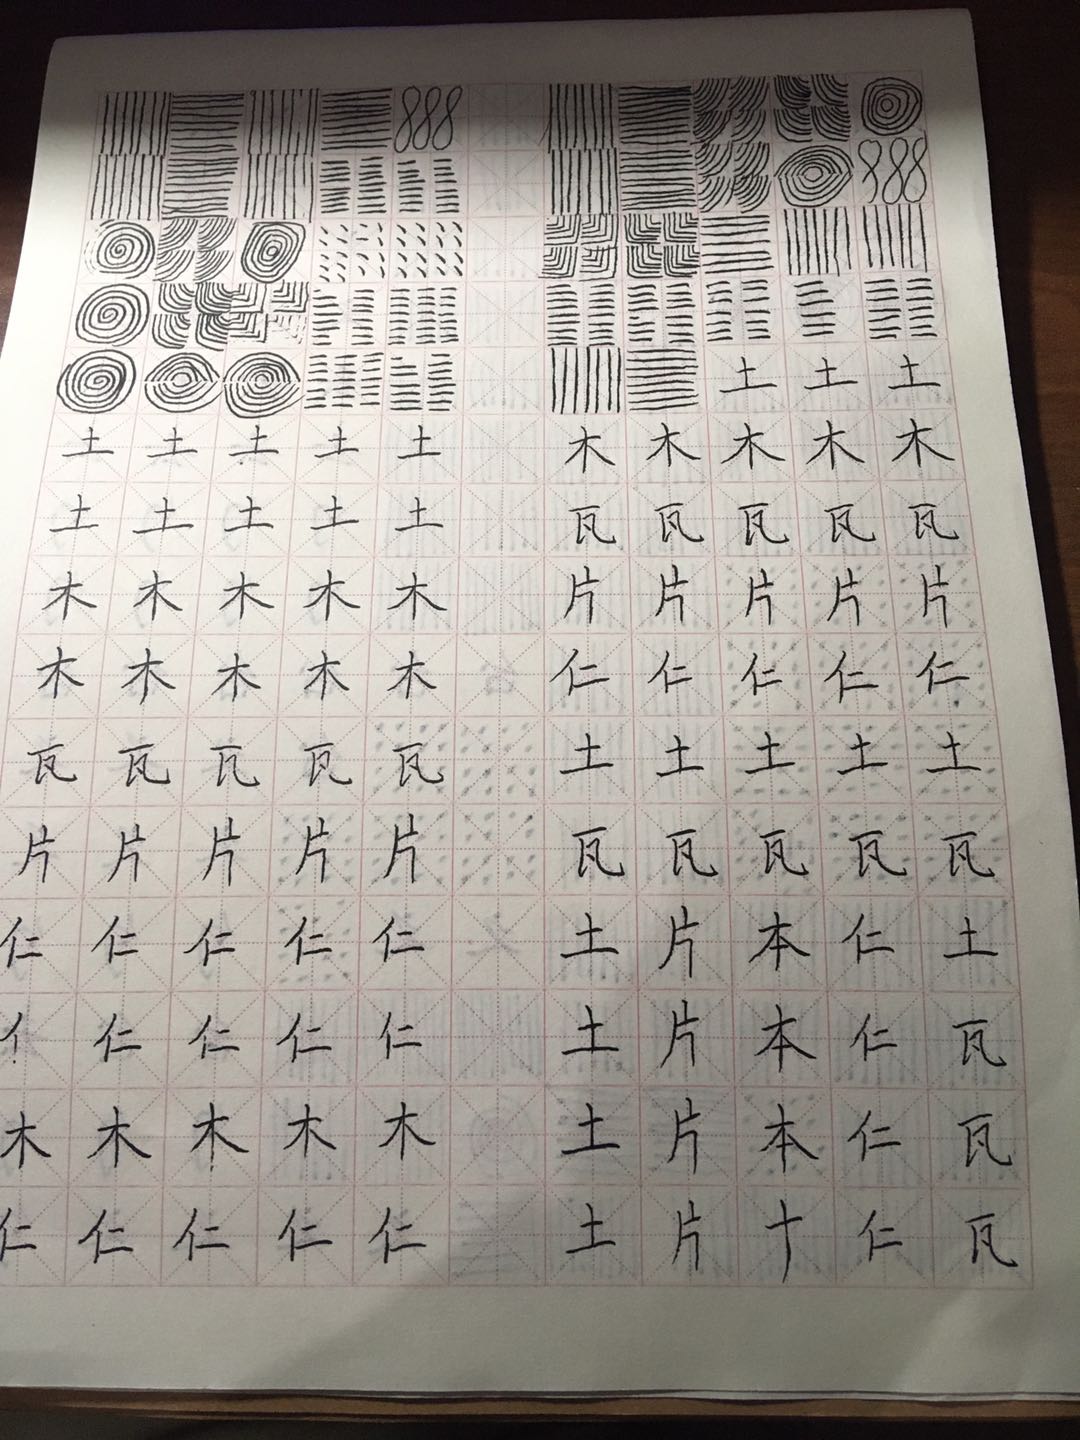 888
888
土 土 土
土 土 土 土 土 木 木 木 木 木
土 土 土 土 土 瓦 瓦 瓦 瓦 瓦
木 木 木 木 木 片 片 片 片 片
木 木 木 木 木 仁 仁 仁 仁 仁
瓦 瓦 瓦 瓦 瓦 土 土 土 土 土
片 片 片 片 片 瓦 瓦 瓦 瓦 瓦
仁 仁 仁 仁 仁 土 片 本 仁 土
仁 仁 仁 仁 土 片 本 仁 瓦
木 木 木 木 木 土 片 本 仁 瓦
仁 仁 仁 仁 仁 土 片 十 仁 瓦